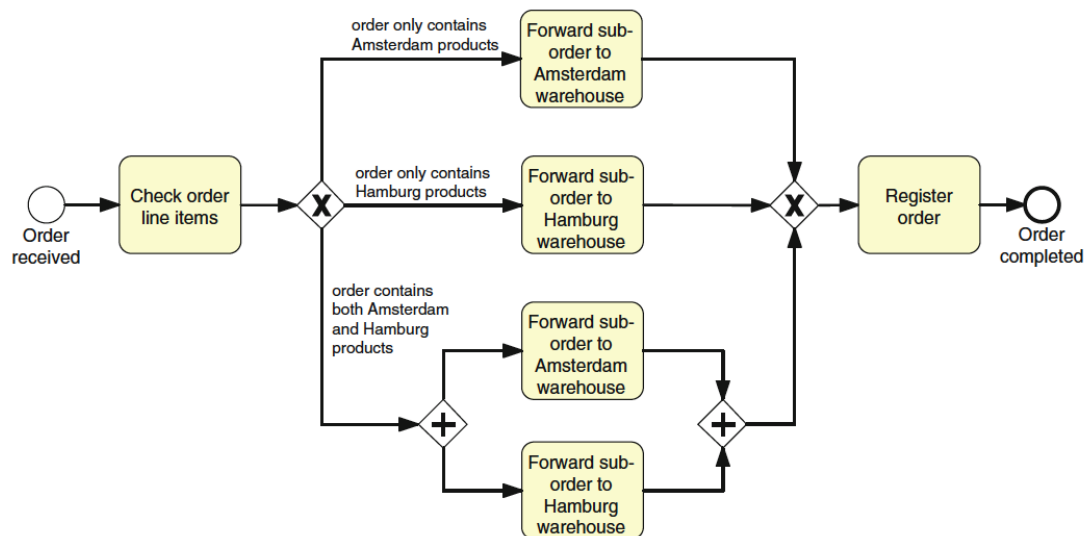 order only contains
Amsterdam products
Forward sub-
order to
Amsterdam
warehouse
Order
received
Check order
line items
X
order only contains
Hamburg products
Forward sub-
order to
Hamburg
warehouse
X
Register
order
Order
completed
order contains
both Amsterdam
and Hamburg
products
Forward sub-
order to
Amsterdam
warehouse
+
+
Forward sub-
order to
Hamburg
warehouse